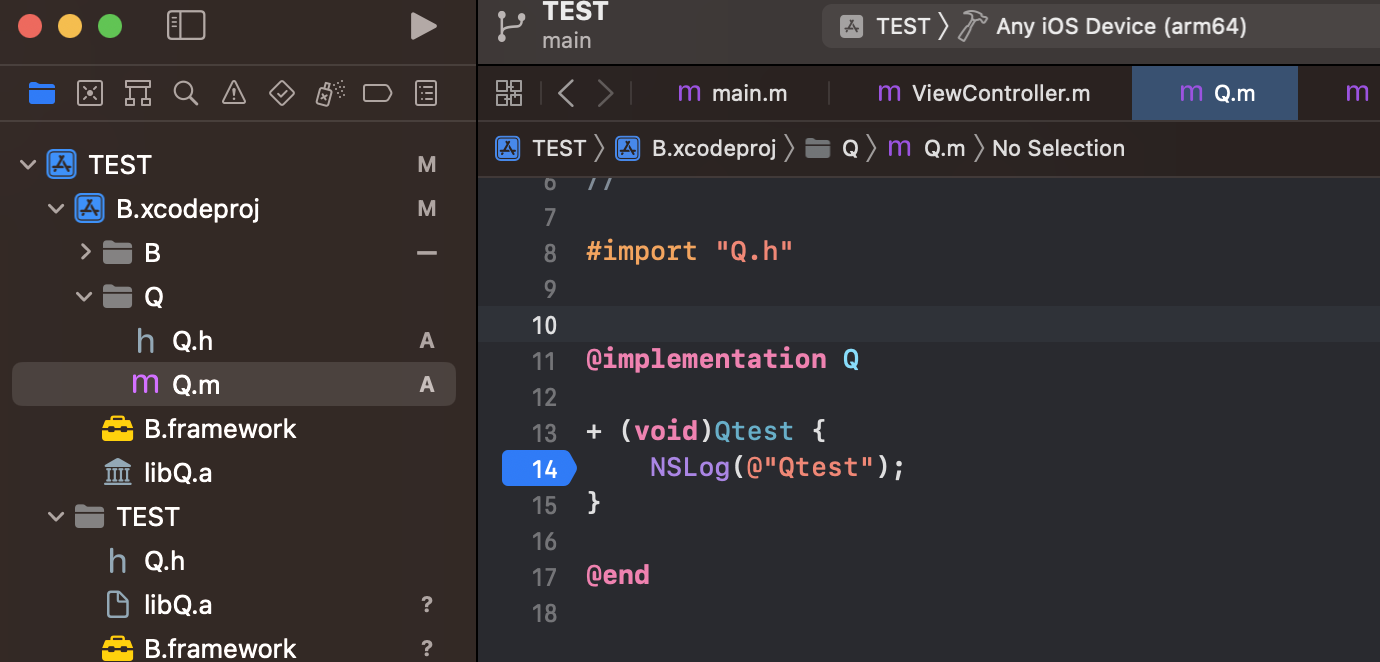 TEST
main
TEST 〉 Any iOS Device (arm64)
main.m
ViewController.m
Q.m
m
TEST 〉 B.xcodeproj 〉 Q 〉 m Q.m 〉 No Selection
TEST M
B.xcodeproj M
B
Q
h Q.h A
m Q.m A
B.framework
libQ.a
TEST
h Q.h
libQ.a ?
B.framework ?
6 //
7
8 #import "Q.h"
9
10
11 @implementation Q
12
13 + (void)Qtest {
14 NSLog(@"Qtest");
15 }
16
17 @end
18